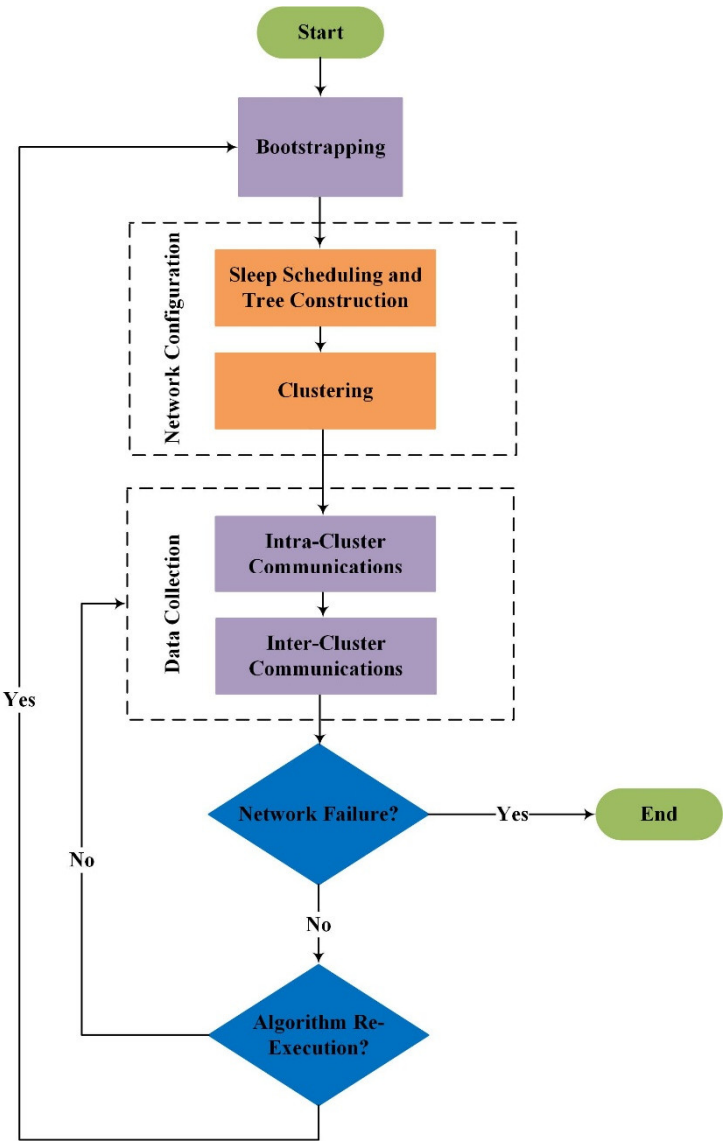 Start
Bootstrapping
Network Configuration
Sleep Scheduling and
Tree Construction
Clustering
Data Collection
Intra-Cluster
Communications
Inter-Cluster
Communications
Yes
Network Failure?
Yes
End
No
No
Algorithm Re-
Execution?